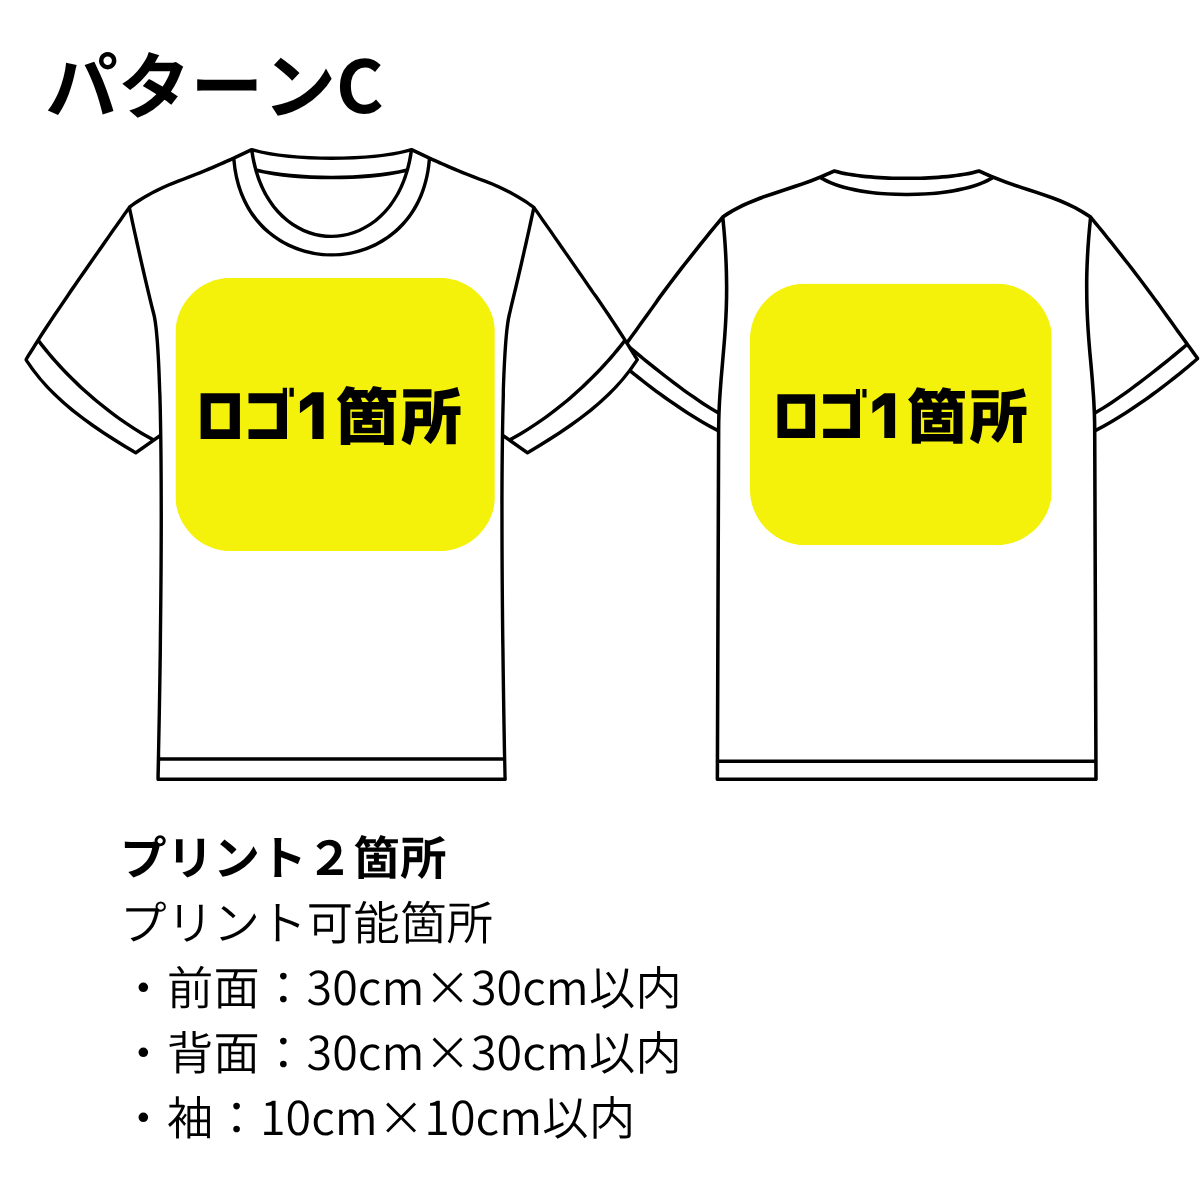 パターンC
ロゴ1箇所
ロゴ1箇所
プリント２箇所
プリント可能箇所
・前面：30cm×30cm以内
・背面：30cm×30cm以内
・袖：10cm×10cm以内